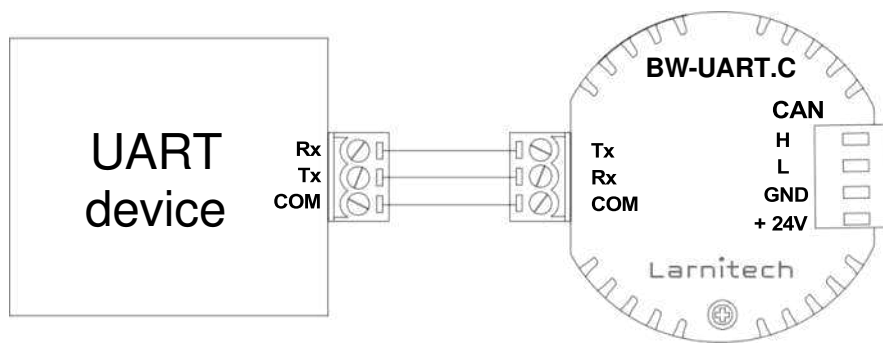 UART
device
Rx
Tx
COM
BW-UART.C
Tx
Rx
COM
CAN
H
L
GND
+ 24V
Larnitech